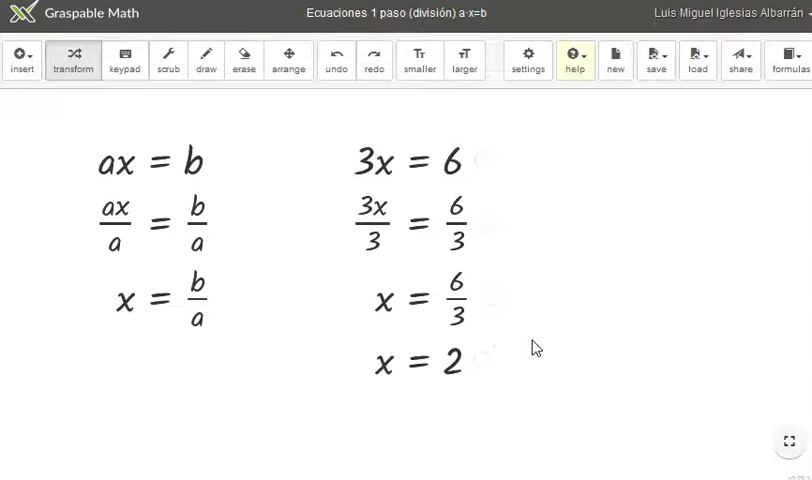 Graspable Math
Ecuaciones 1 paso (división) a·x=b
Luis Miguel Iglesias Albarrán
insert transform keypad scrub draw erase arrange undo redo smaller larger settings help new save load share formulas
ax = b
ax/a = b/a
x = b/a
3x = 6
3x/3 = 6/3
x = 6/3
x = 2